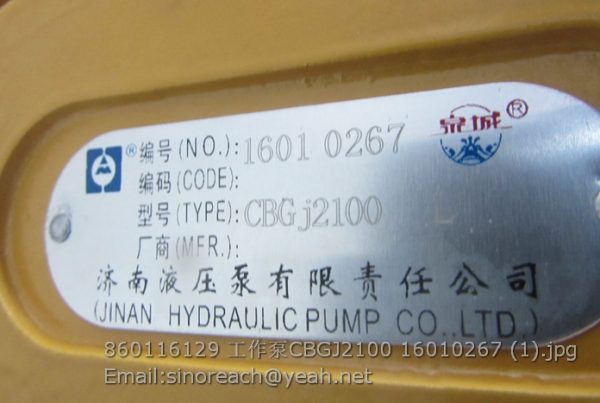 ®编号(NO.):1601 0267 泉城®
编码(CODE):
型号(TYPE):CBGj2100
厂商(MFR.):
济南液压泵有限责任公司
(JINAN HYDRAULIC PUMP CO.,LTD.)
860116129 工作泵CBGJ2100 16010267 (1).jpg
Email:sinoreach@yeah.net